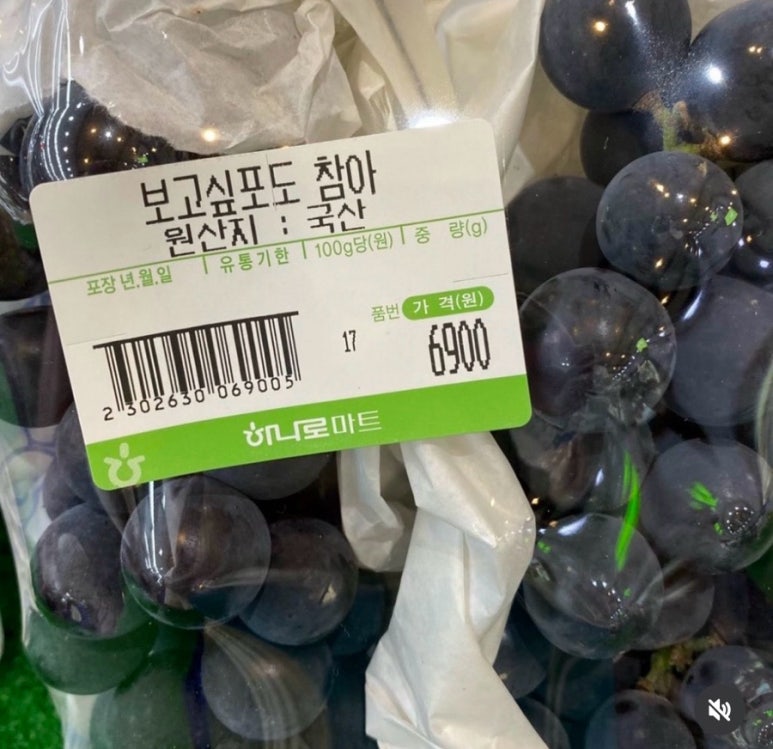 보고싶포도 참아
원산지 : 국산
포장 년.월.일 유통기한 100g당(원) 중 량(g)
품번 가 격(원)
17 6900
2 302630 069005
하나로마트